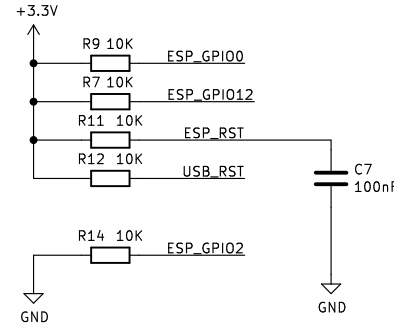 +3.3V
R9 10K ESP_GPIO0
R7 10K ESP_GPIO12
R11 10K ESP_RST
R12 10K USB_RST
C7
100nF
R14 10K ESP_GPIO2
GND
GND